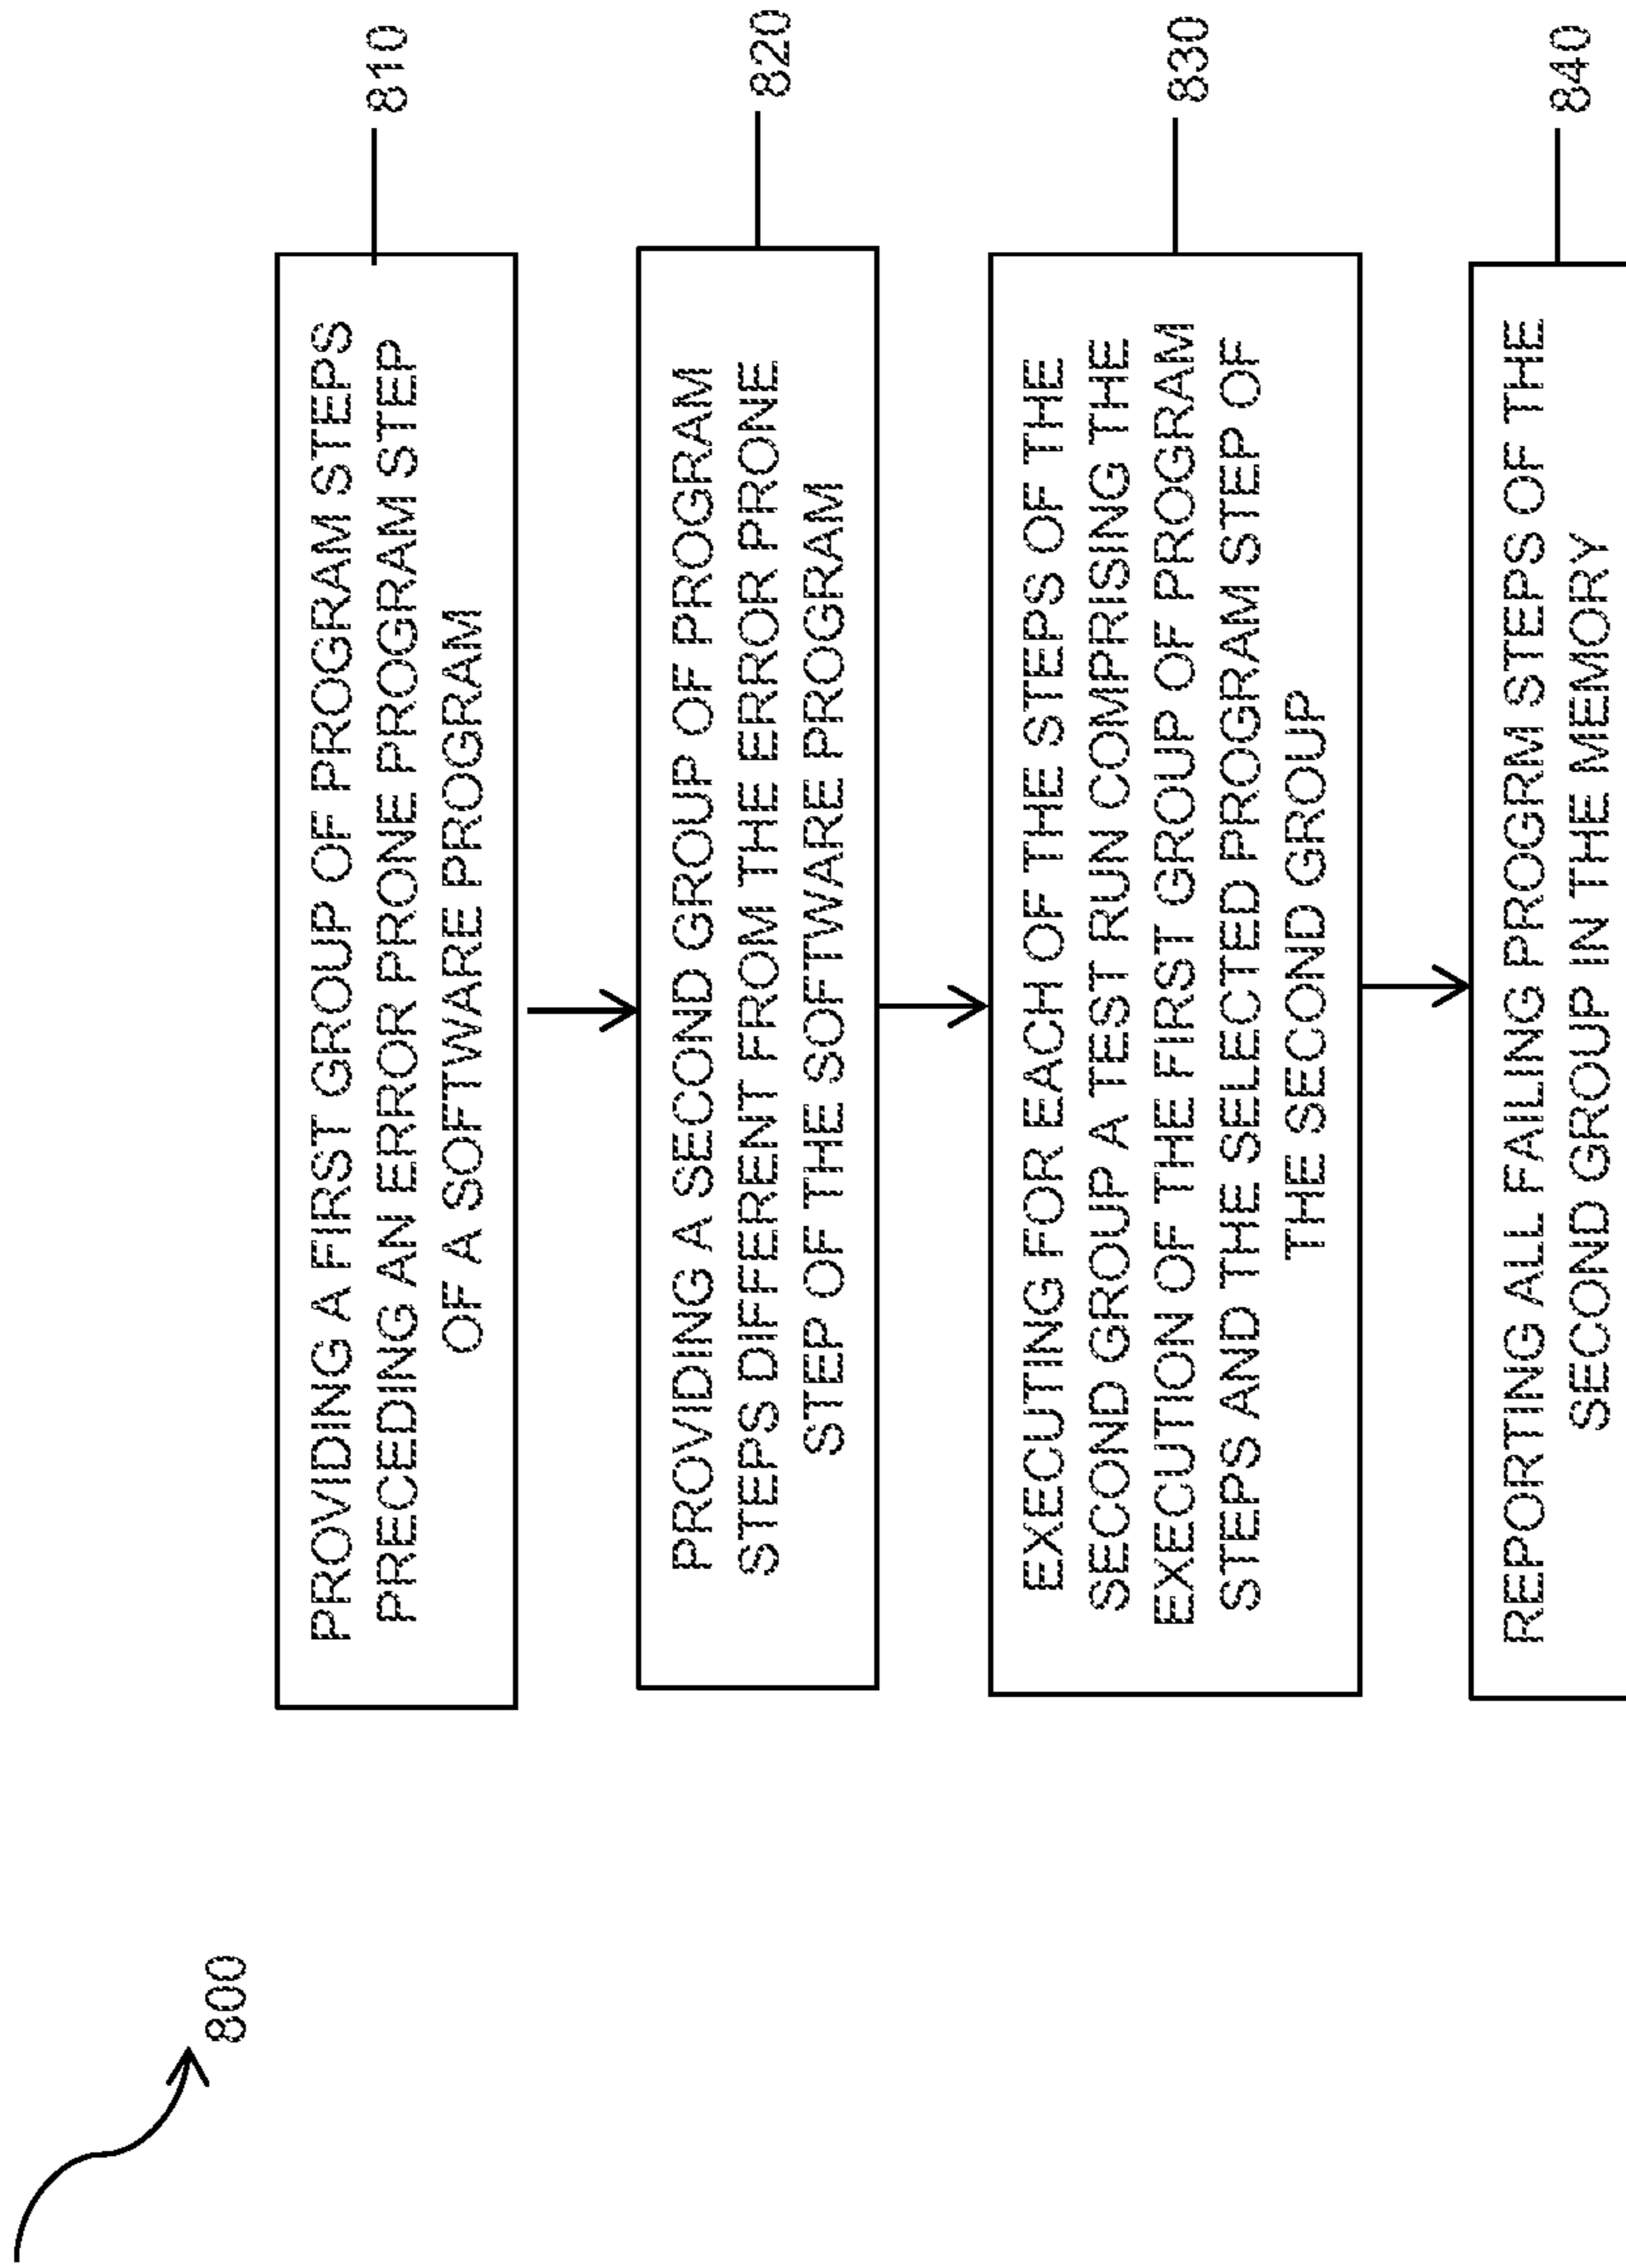 800
PROVIDING A FIRST GROUP OF PROGRAM STEPS
PRECEDING AN ERROR PRONE PROGRAM STEP
OF A SOFTWARE PROGRAM
810
PROVIDING A SECOND GROUP OF PROGRAM
STEPS DIFFERENT FROM THE ERROR PRONE
STEP OF THE SOFTWARE PROGRAM
820
EXECUTING FOR EACH OF THE STEPS OF THE
SECOND GROUP A TEST RUN COMPRISING THE
EXECUTION OF THE FIRST GROUP OF PROGRAM
STEPS AND THE SELECTED PROGRAM STEP OF
THE SECOND GROUP
830
REPORTING ALL FAILING PROGRM STEPS OF THE
SECOND GROUP IN THE MEMORY
840